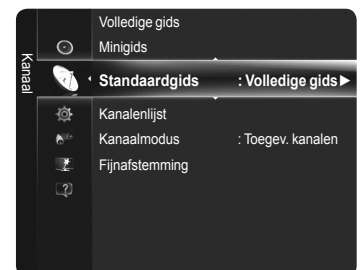 Kanaal
Volledige gids
Minigids
Standaardgids : Volledige gids►
Kanalenlijst
Kanaalmodus : Toegev. kanalen
Fijnafstemming